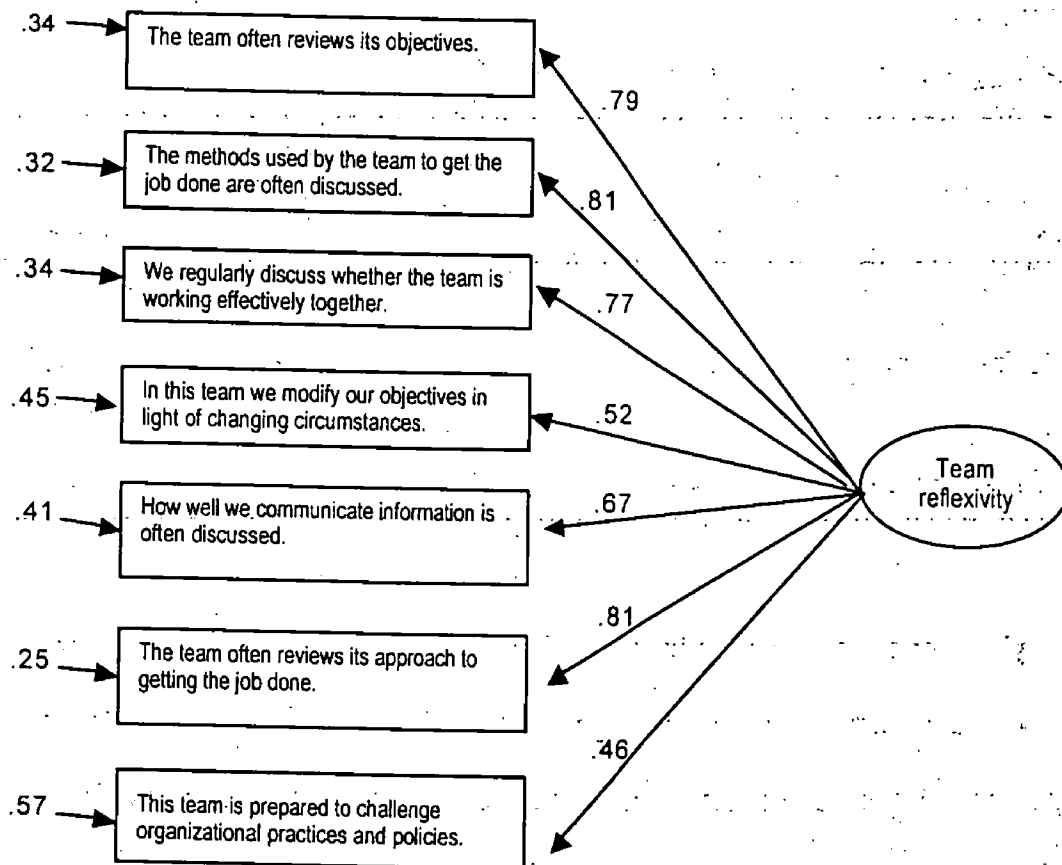 .34
The team often reviews its objectives.
.79
.32
The methods used by the team to get the
job done are often discussed.
.81
.34
We regularly discuss whether the team is
working effectively together.
.77
.45
In this team we modify our objectives in
light of changing circumstances.
.52
.41
How well we communicate information is
often discussed.
.67
Team
reflexivity
.25
The team often reviews its approach to
getting the job done.
.81
.57
This team is prepared to challenge
organizational practices and policies.
.46